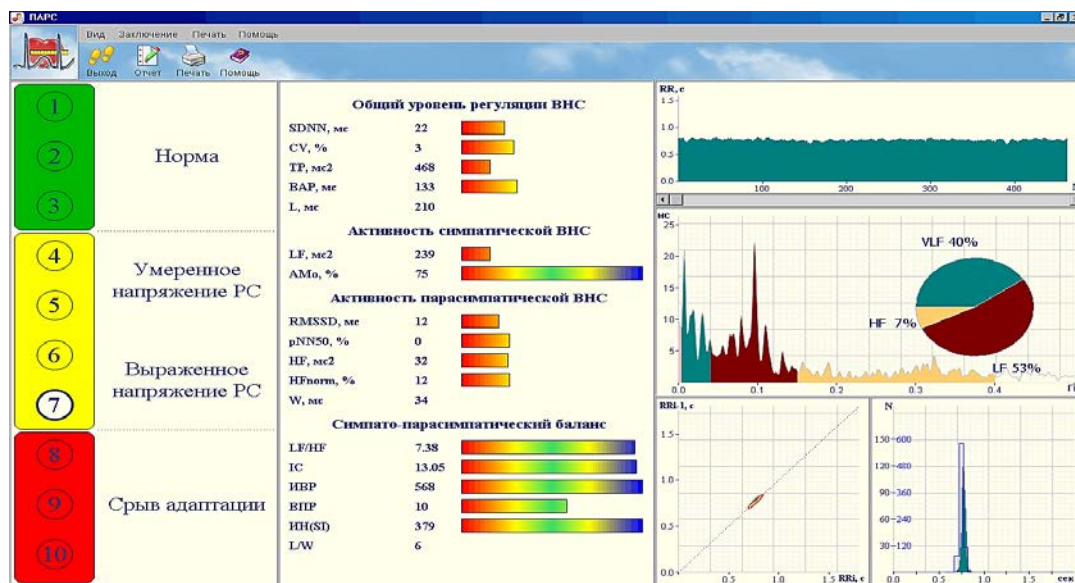 ПАРС
Вид Заключение Печать Помощь
Выход Отчет Печать Помощь
1
2
3
Норма
4
5
6
7
Умеренное
напряжение РС
Выраженное
напряжение РС
8
9
10
Срыв адаптации
Общий уровень регуляции ВНС
SDNN, мс 22
CV, % 3
TP, мс2 468
ВАР, мс 133
L, мс 210
Активность симпатической ВНС
LF, мс2 239
АМо, % 75
Активность парасимпатической ВНС
RMSSD, мс 12
pNN50, % 0
HF, мс2 32
HFnorm, % 12
W, мс 34
Симпато-парасимпатический баланс
LF/HF 7.38
IC 13.05
ИВР 568
ВПР 10
ИН(SI) 379
L/W 6
RR, с
1.5
1.0
0.5
0.0
100 200 300 400
мс
25
20
15
10
5
0.0 0.1 0.2 0.3 0.4
VLF 40%
HF 7%
LF 53%
RRi-1, с
1.5
1.0
0.5
0.0
0.5 1.0 1.5 RRi, с
N
150 600
120 480
90 360
60 240
30 120
0.0 0.5 1.0 1.5 сек